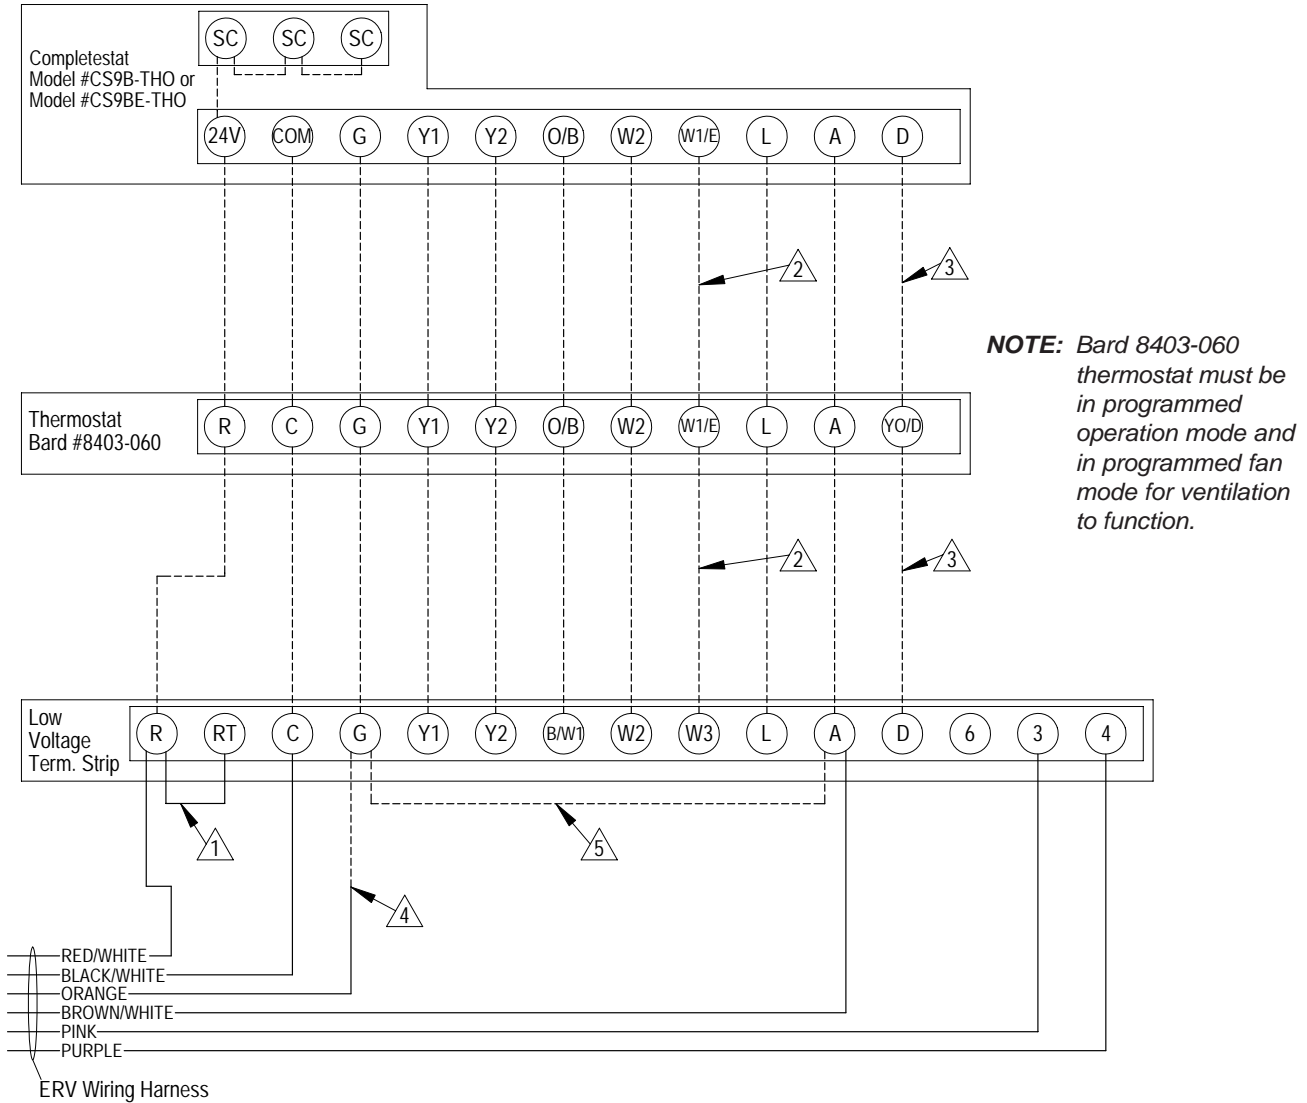 SC SC SC
Completestat
Model #CS9B-THO or
Model #CS9BE-THO
24V COM G Y1 Y2 O/B W2 W1/E L A D
2 3
NOTE: Bard 8403-060
thermostat must be
in programmed
operation mode and
in programmed fan
mode for ventilation
to function.
Thermostat
Bard #8403-060
R C G Y1 Y2 O/B W2 W1/E L A YO/D
2 3
Low
Voltage
Term. Strip
R RT C G Y1 Y2 B/W1 W2 W3 L A D 6 3 4
1 5
4
RED/WHITE
BLACK/WHITE
ORANGE
BROWN/WHITE
PINK
PURPLE
ERV Wiring Harness